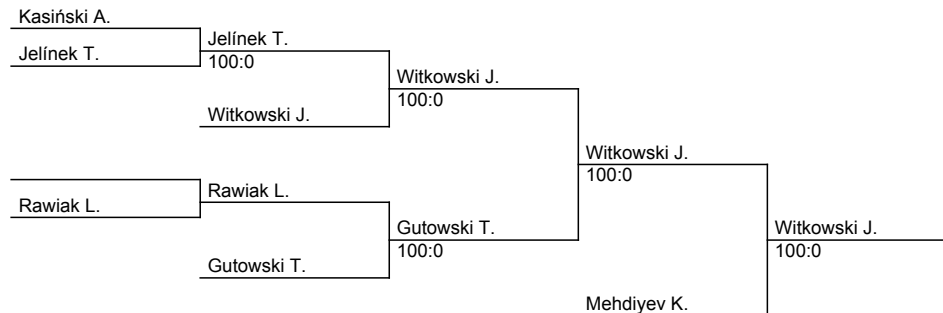 Kasiński A.
Jelínek T.
Jelínek T.
100:0
Witkowski J.
Witkowski J.
100:0
Witkowski J.
100:0
Rawiak L.
Rawiak L.
Gutowski T.
Gutowski T.
100:0
Witkowski J.
100:0
Mehdiyev K.